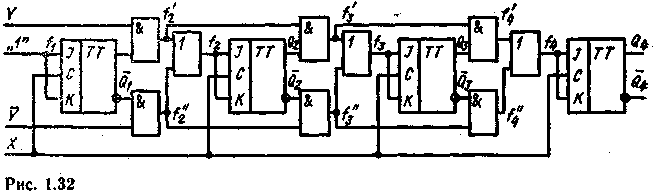 V f₂' f₃' f₄'
& & &
„1" f₁ J TT 1 f₂ J TT Q₂ 1 f₃ J TT Q₃ 1 f₄ J TT Q₄
C C C C
K Q̄₁ K Q̄₂ K Q̄₃ K Q̄₄
& & &
V̄ f₂'' f₃'' f₄''
X
Рис. 1.32